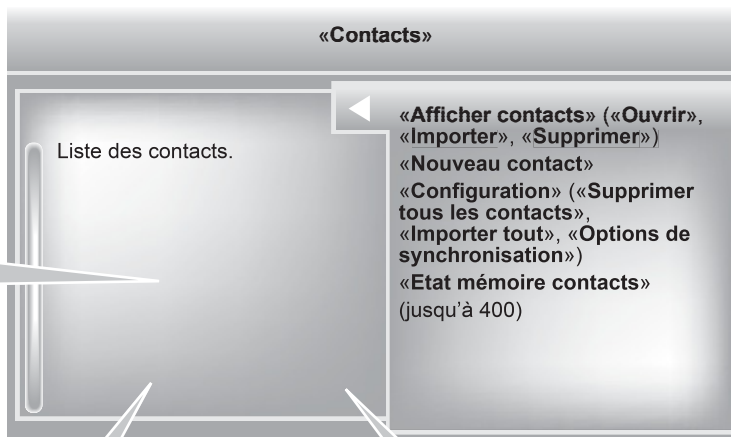 «Contacts»
Liste des contacts.
«Afficher contacts» («Ouvrir»,
«Importer», «Supprimer»)
«Nouveau contact»
«Configuration» («Supprimer
tous les contacts»,
«Importer tout», «Options de
synchronisation»)
«Etat mémoire contacts»
(jusqu'à 400)